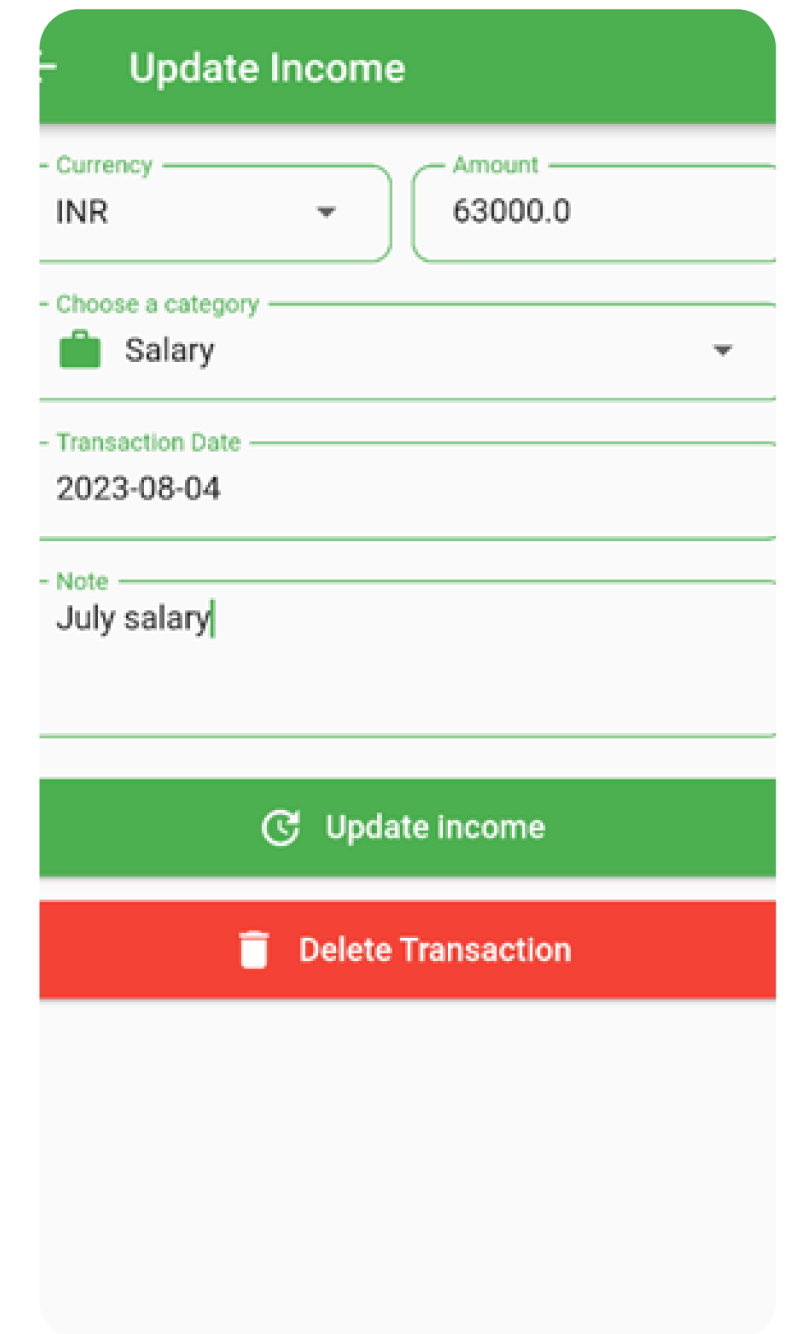 Update Income
Currency
Amount
INR
63000.0
Choose a category
Salary
Transaction Date
2023-08-04
Note
July salary
Update income
Delete Transaction